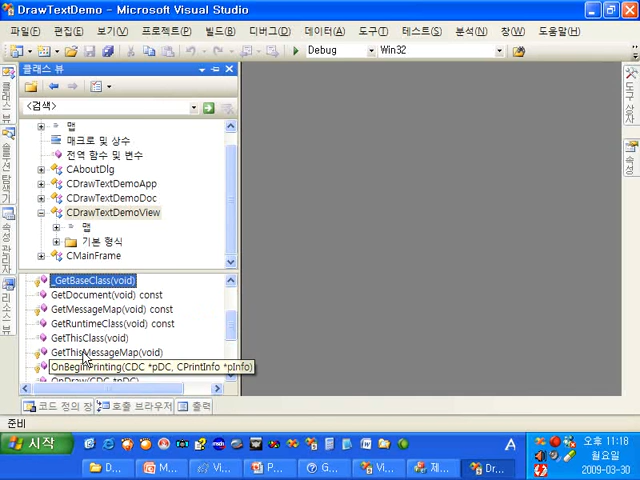 DrawTextDemo - Microsoft Visual Studio
파일(F) 편집(E) 보기(V) 프로젝트(P) 빌드(B) 디버그(D) 데이터(A) 도구(T) 테스트(S) 분석(N) 창(W) 도움말(H)
Debug Win32
클래스 뷰
<검색>
맵
매크로 및 상수
전역 함수 및 변수
CAboutDlg
CDrawTextDemoApp
CDrawTextDemoDoc
CDrawTextDemoView
맵
기본 형식
CMainFrame
_GetBaseClass(void)
GetDocument(void) const
GetMessageMap(void) const
GetRuntimeClass(void) const
GetThisClass(void)
GetThisMessageMap(void)
OnBeginPrinting(CDC *pDC, CPrintInfo *pInfo)
OnDraw(CDC *pDC)
클래스 뷰
솔루션 탐색기
속성 관리자
리소스 뷰
도구 상자
속성
코드 정의 창 호출 브라우저 출력
준비
시작
D... M... Vi... P... G... Vi... 제... Dr...
A
오후 11:18
월요일
2009-03-30